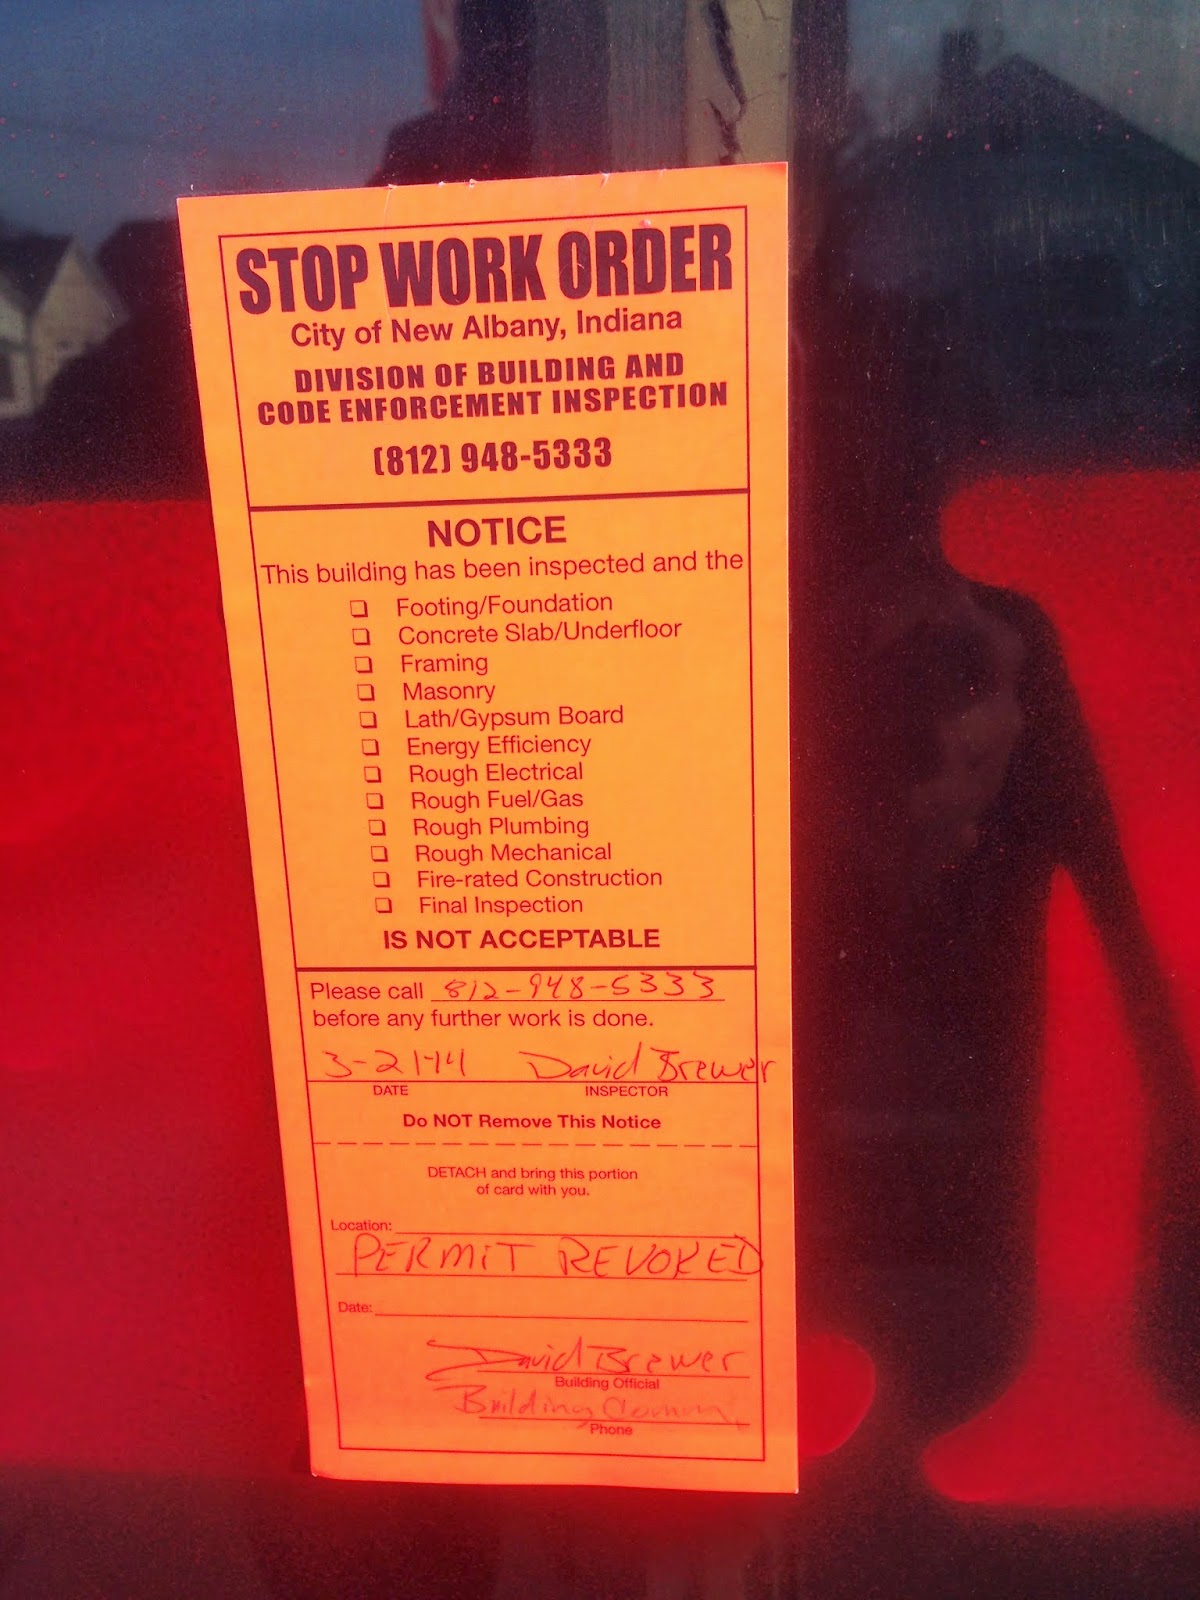 STOP WORK ORDER
City of New Albany, Indiana
DIVISION OF BUILDING AND
CODE ENFORCEMENT INSPECTION
(812) 948-5333
NOTICE
This building has been inspected and the
❏ Footing/Foundation
❏ Concrete Slab/Underfloor
❏ Framing
❏ Masonry
❏ Lath/Gypsum Board
❏ Energy Efficiency
❏ Rough Electrical
❏ Rough Fuel/Gas
❏ Rough Plumbing
❏ Rough Mechanical
❏ Fire-rated Construction
❏ Final Inspection
IS NOT ACCEPTABLE
Please call 812-948-5333
before any further work is done.
3-21-14 David Brewer
DATE INSPECTOR
Do NOT Remove This Notice
DETACH and bring this portion
of card with you.
Location:
PERMIT REVOKED
Date:
David Brewer
Building Official
Building Comm.
Phone